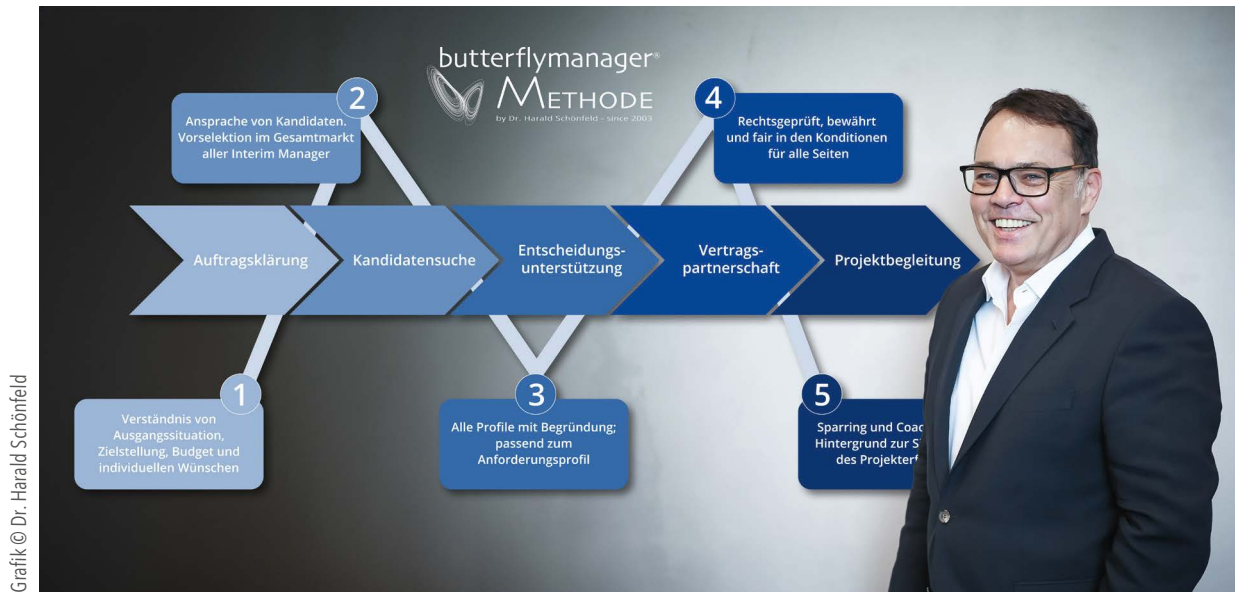 butterflymanager®
METHODE
by Dr. Harald Schönfeld – since 2003
2
Ansprache von Kandidaten.
Vorselektion im Gesamtmarkt
aller Interim Manager
4
Rechtsgeprüft, bewährt
und fair in den Konditionen
für alle Seiten
Auftragsklärung
Kandidatensuche
Entscheidungs-
unterstützung
Vertrags-
partnerschaft
Projektbegleitung
1
Verständnis von
Ausgangssituation,
Zielstellung, Budget und
individuellen Wünschen
3
Alle Profile mit Begründung;
passend zum
Anforderungsprofil
5
Sparring und
Hintergrund zur
des
Grafik © Dr. Harald Schönfeld